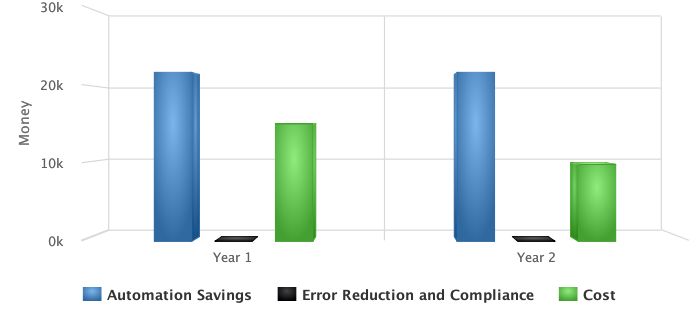 30k
20k
10k
0k
Money
Year 1
Year 2
Automation Savings
Error Reduction and Compliance
Cost